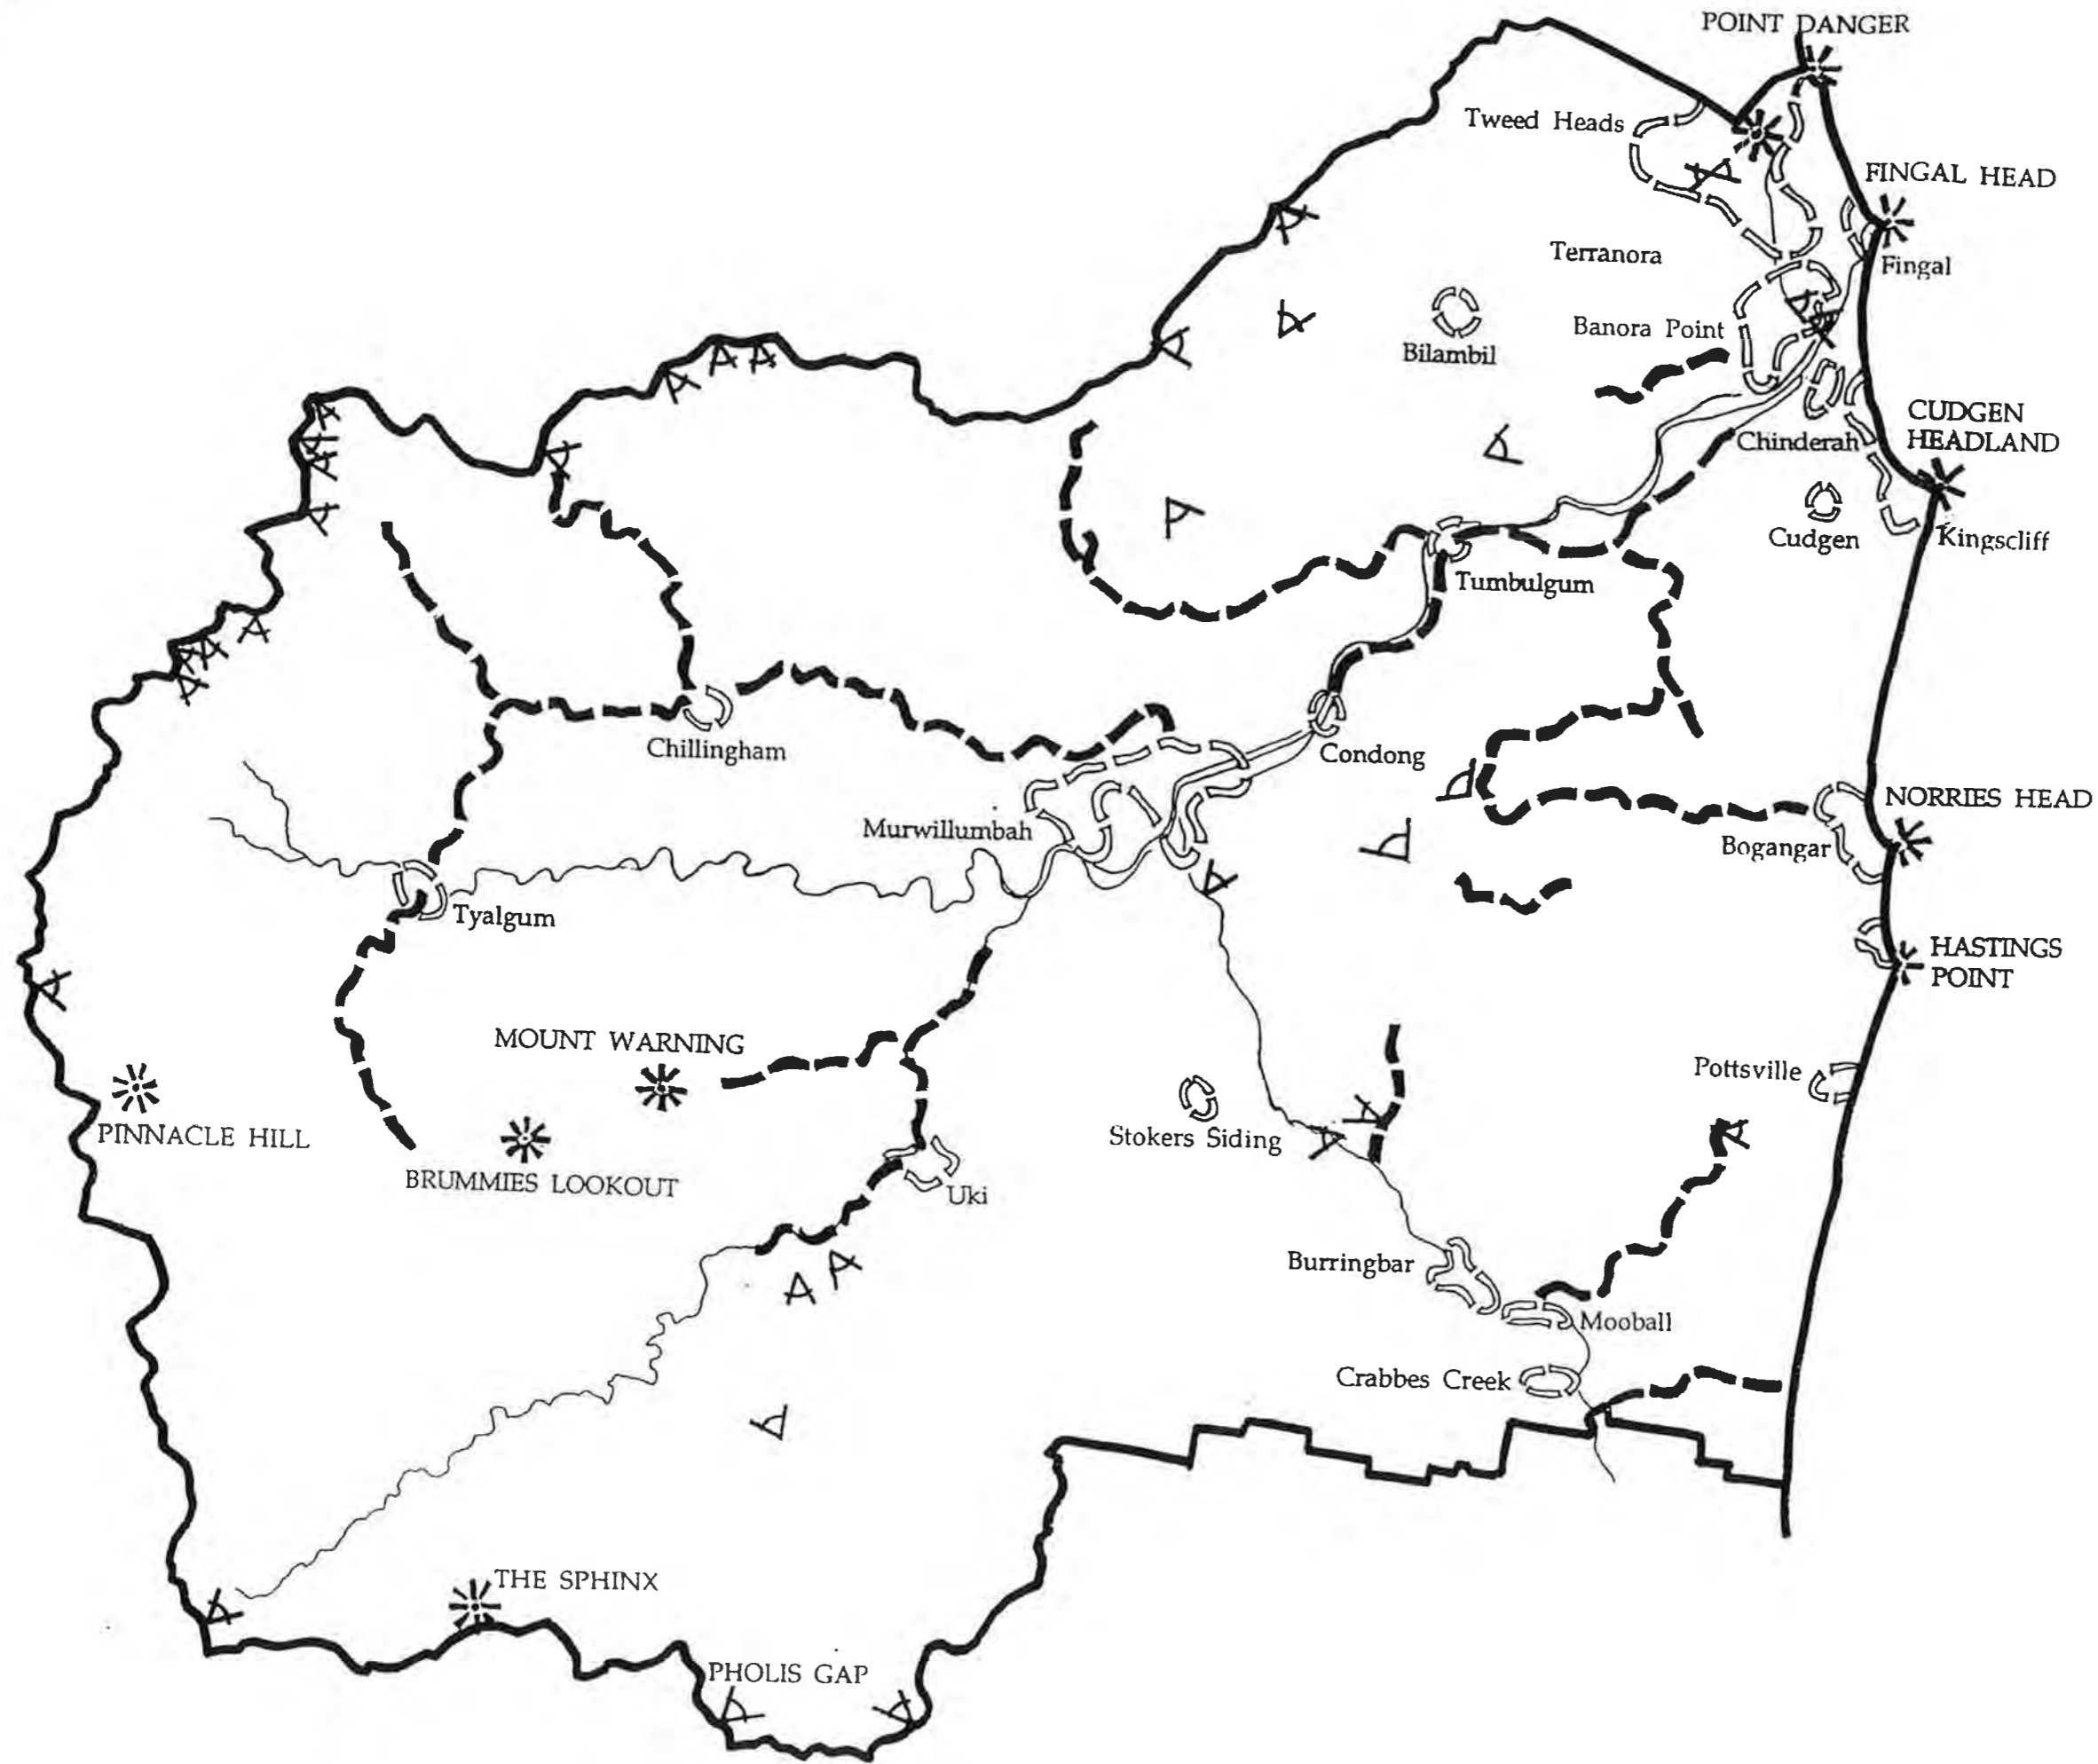 POINT DANGER
Tweed Heads
FINGAL HEAD
Terranora
Fingal
Banora Point
Bilambil
CUDGEN
HEADLAND
Chinderah
Cudgen
Kingscliff
Tumbulgum
Chillingham
Condong
NORRIES HEAD
Murwillumbah
Bogangar
Tyalgum
HASTINGS
POINT
MOUNT WARNING
Pottsville
PINNACLE HILL
Stokers Siding
BRUMMIES LOOKOUT
Uki
Burringbar
Mooball
Crabbes Creek
THE SPHINX
PHOLIS GAP